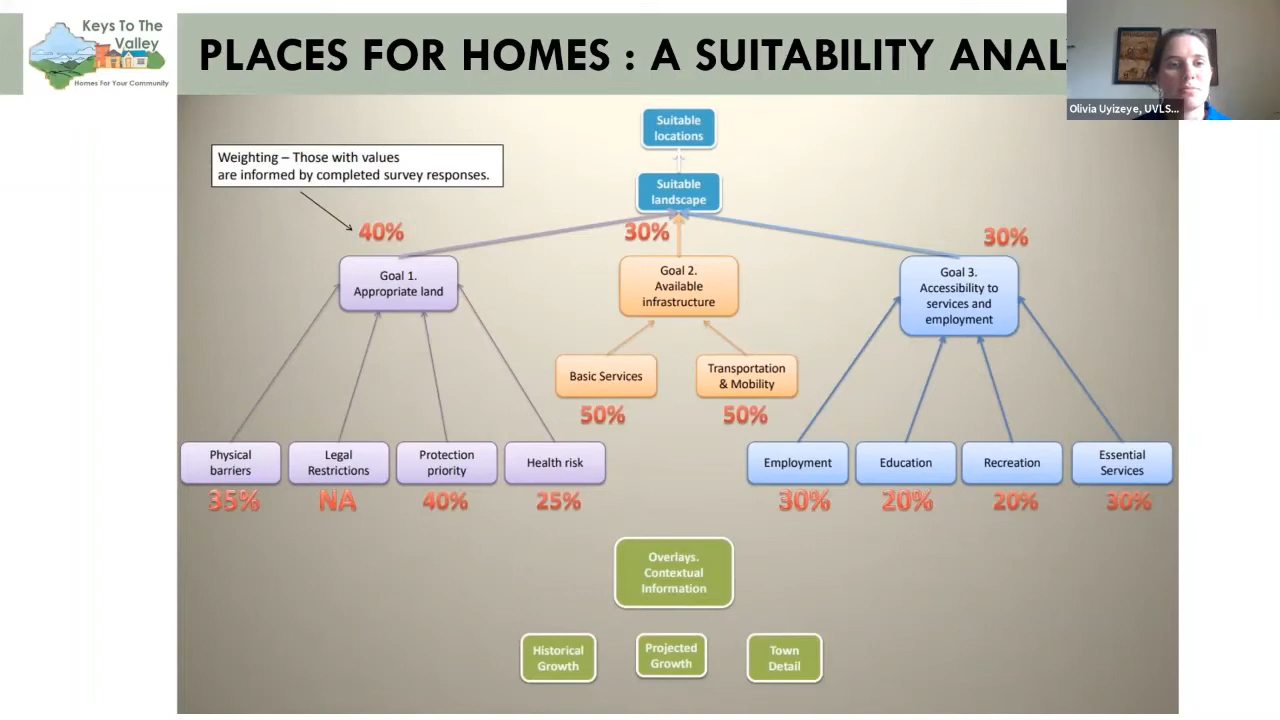 Keys To The
Valley
Homes For Your Community
PLACES FOR HOMES : A SUITABILITY ANAL
Olivia Uyizeye, UVLS...
Suitable
locations
Weighting – Those with values
are informed by completed survey responses.
Suitable
landscape
40%
30%
30%
Goal 1.
Appropriate land
Goal 2.
Available
infrastructure
Goal 3.
Accessibility to
services and
employment
Basic Services
Transportation
& Mobility
50%
50%
Physical
barriers
Legal
Restrictions
Protection
priority
Health risk
Employment
Education
Recreation
Essential
Services
35%
NA
40%
25%
30%
20%
20%
30%
Overlays.
Contextual
Information
Historical
Growth
Projected
Growth
Town
Detail